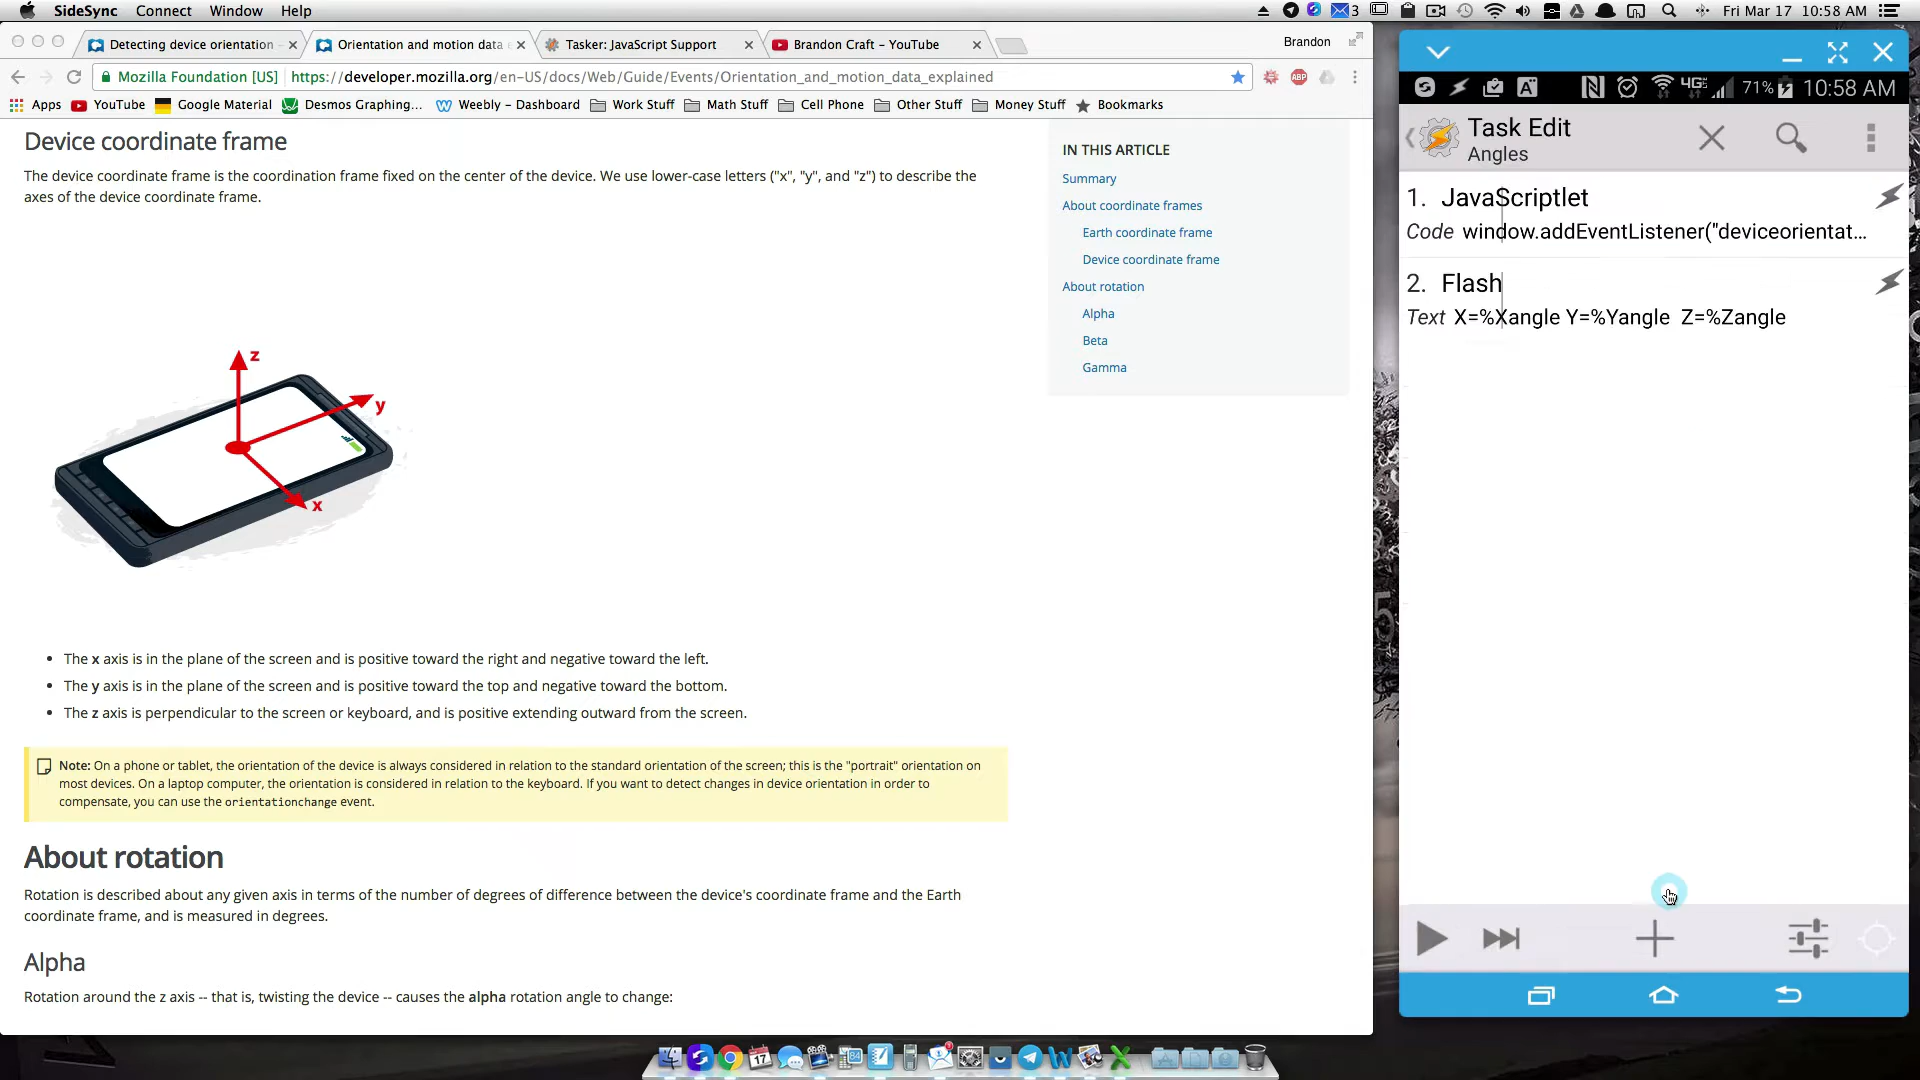 SideSync Connect Window Help
3 Fri Mar 17 10:58 AM
Detecting device orientation
Orientation and motion data e
Tasker: JavaScript Support
Brandon Craft – YouTube
Brandon
Mozilla Foundation [US] https://developer.mozilla.org/en-US/docs/Web/Guide/Events/Orientation_and_motion_data_explained
ABP
Apps YouTube Google Material Desmos Graphing... Weebly – Dashboard Work Stuff Math Stuff Cell Phone Other Stuff Money Stuff Bookmarks
Device coordinate frame
The device coordinate frame is the coordination frame fixed on the center of the device. We use lower-case letters ("x", "y", and "z") to describe the
axes of the device coordinate frame.
z
y
x
The x axis is in the plane of the screen and is positive toward the right and negative toward the left.
The y axis is in the plane of the screen and is positive toward the top and negative toward the bottom.
The z axis is perpendicular to the screen or keyboard, and is positive extending outward from the screen.
Note: On a phone or tablet, the orientation of the device is always considered in relation to the standard orientation of the screen; this is the "portrait" orientation on
most devices. On a laptop computer, the orientation is considered in relation to the keyboard. If you want to detect changes in device orientation in order to
compensate, you can use the orientationchange event.
About rotation
Rotation is described about any given axis in terms of the number of degrees of difference between the device's coordinate frame and the Earth
coordinate frame, and is measured in degrees.
Alpha
Rotation around the z axis -- that is, twisting the device -- causes the alpha rotation angle to change:
IN THIS ARTICLE
Summary
About coordinate frames
Earth coordinate frame
Device coordinate frame
About rotation
Alpha
Beta
Gamma
A N 4G 71% 10:58 AM
Task Edit
Angles
1. JavaScriptlet
Code window.addEventListener("deviceorientat...
2. Flash
Text X=%Xangle Y=%Yangle Z=%Zangle
17